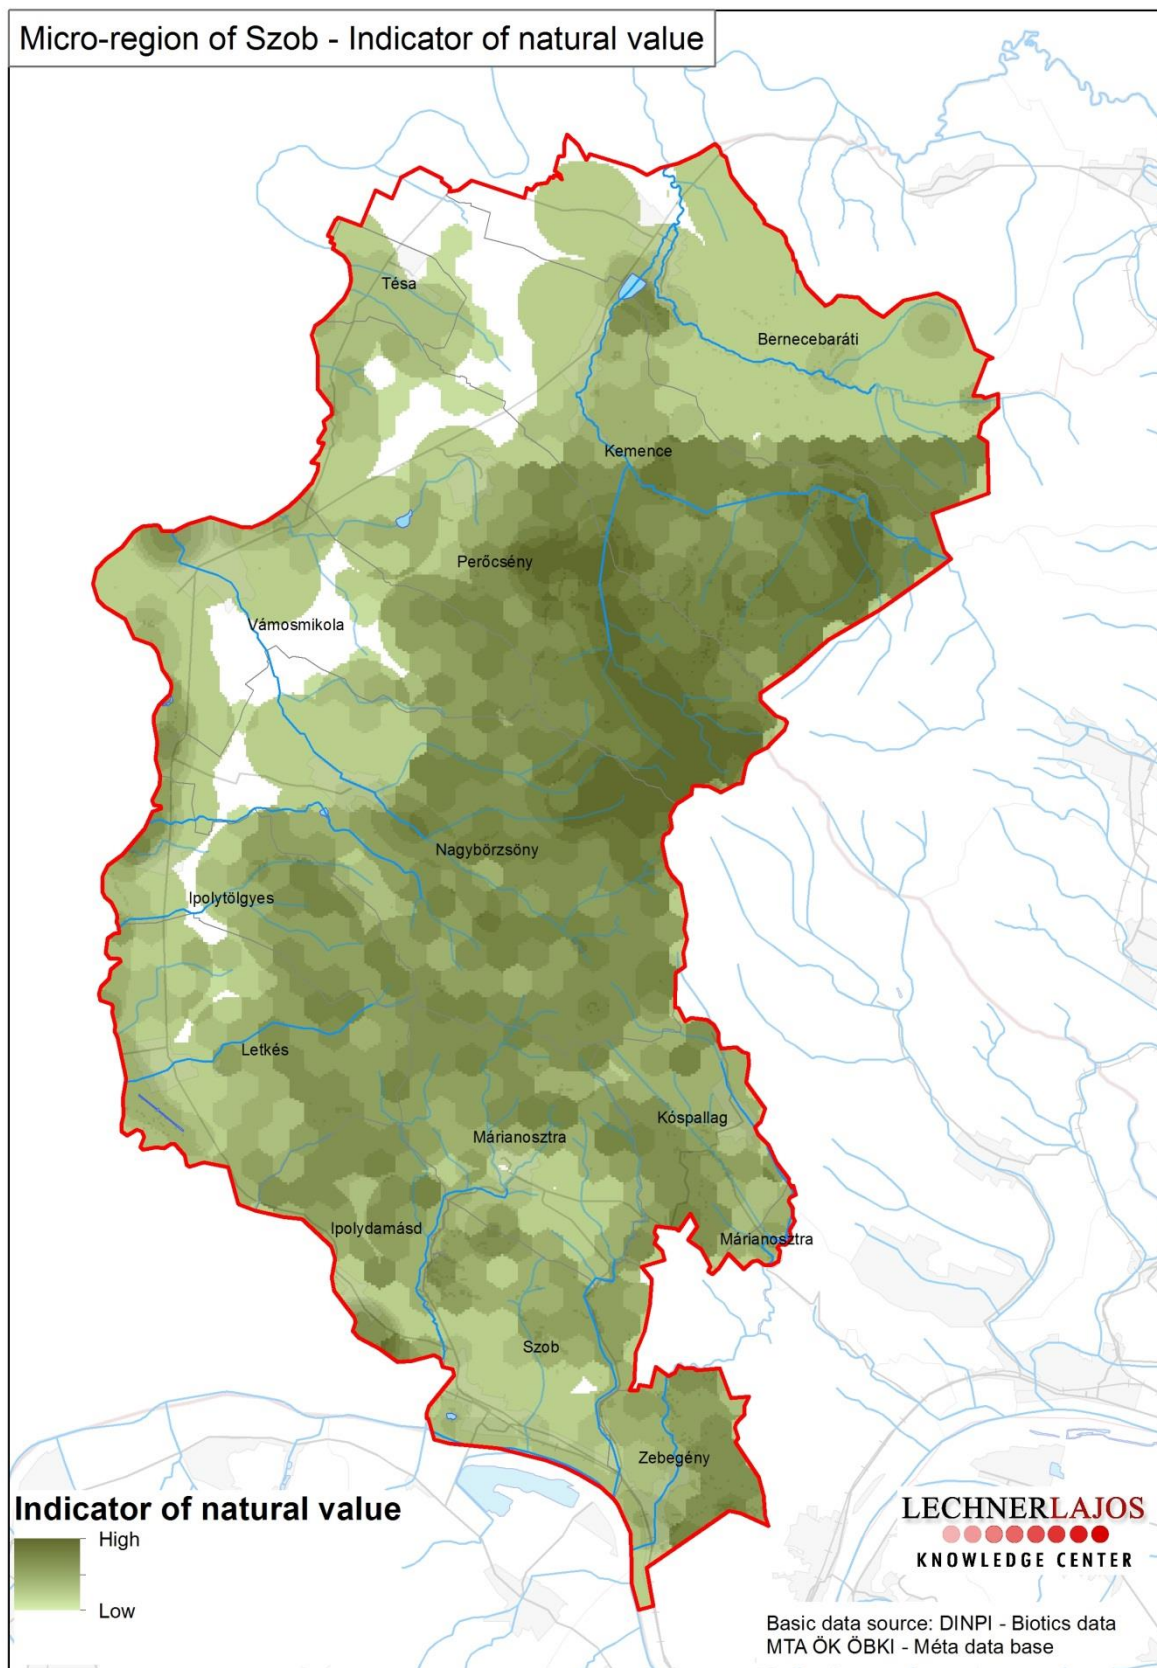 Micro-region of Szob - Indicator of natural value
Tésa
Bernecebaráti
Kemence
Perőcsény
Vámosmikola
Nagybörzsöny
Ipolytölgyes
Letkés
Kóspallag
Márianosztra
Ipolydamásd
Márianosztra
Szob
Zebegény
Indicator of natural value
High
Low
LECHNERLAJOS
KNOWLEDGE CENTER
Basic data source: DINPI - Biotics data
MTA ÖK ÖBKI - Méta data base